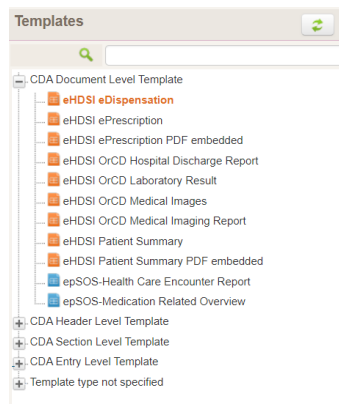 Templates
CDA Document Level Template
eHDSI eDispensation
eHDSI ePrescription
eHDSI ePrescription PDF embedded
eHDSI OrCD Hospital Discharge Report
eHDSI OrCD Laboratory Result
eHDSI OrCD Medical Images
eHDSI OrCD Medical Imaging Report
eHDSI Patient Summary
eHDSI Patient Summary PDF embedded
epSOS-Health Care Encounter Report
epSOS-Medication Related Overview
CDA Header Level Template
CDA Section Level Template
CDA Entry Level Template
Template type not specified